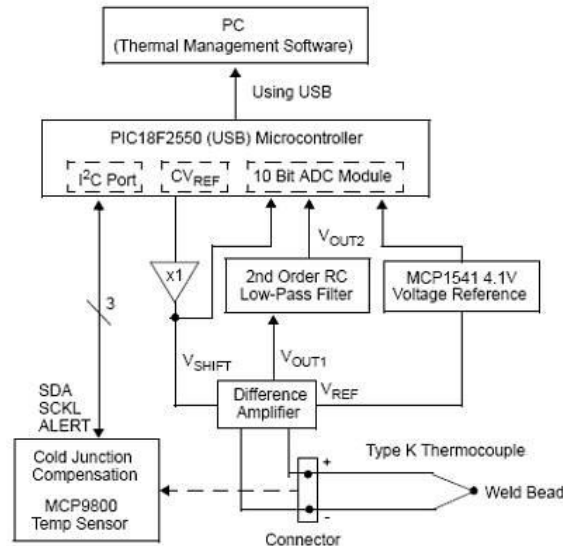 PC
(Thermal Management Software)
Using USB
PIC18F2550 (USB) Microcontroller
I²C Port
CVREF
10 Bit ADC Module
x1
VOUT2
2nd Order RC
Low-Pass Filter
MCP1541 4.1V
Voltage Reference
3
VSHIFT
VOUT1
VREF
SDA
SCKL
ALERT
Difference
Amplifier
Cold Junction
Compensation
MCP9800
Temp Sensor
Type K Thermocouple
+
Weld Bead
-
Connector